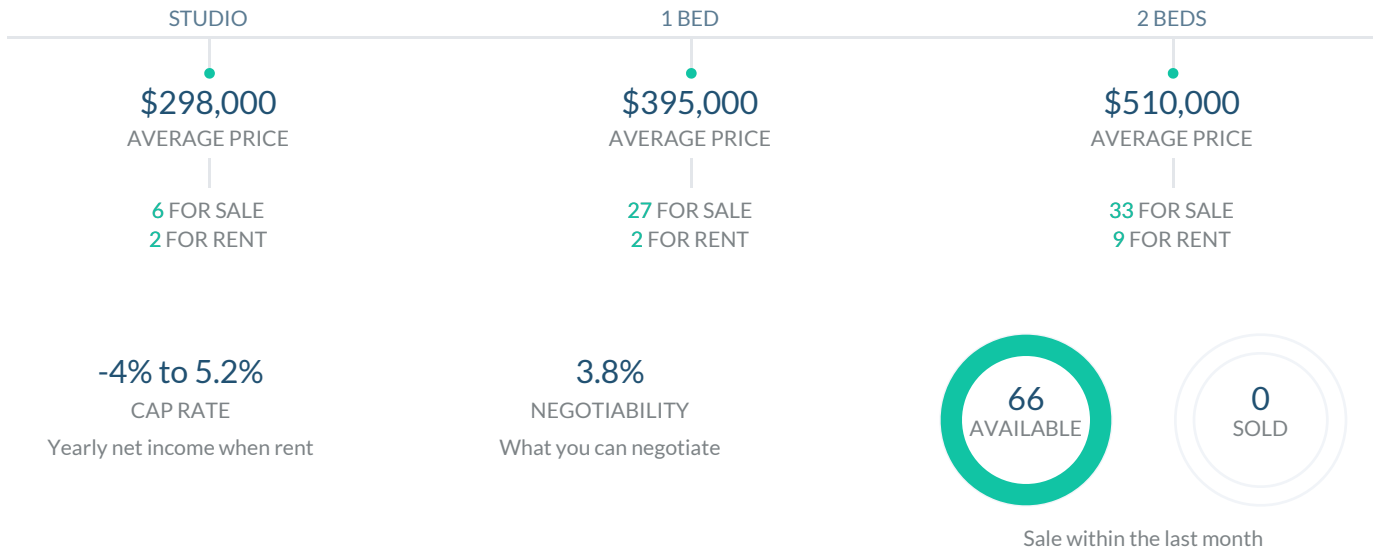 STUDIO
1 BED
2 BEDS
$298,000
AVERAGE PRICE
6 FOR SALE
2 FOR RENT
$395,000
AVERAGE PRICE
27 FOR SALE
2 FOR RENT
$510,000
AVERAGE PRICE
33 FOR SALE
9 FOR RENT
-4% to 5.2%
CAP RATE
Yearly net income when rent
3.8%
NEGOTIABILITY
What you can negotiate
66
AVAILABLE
0
SOLD
Sale within the last month